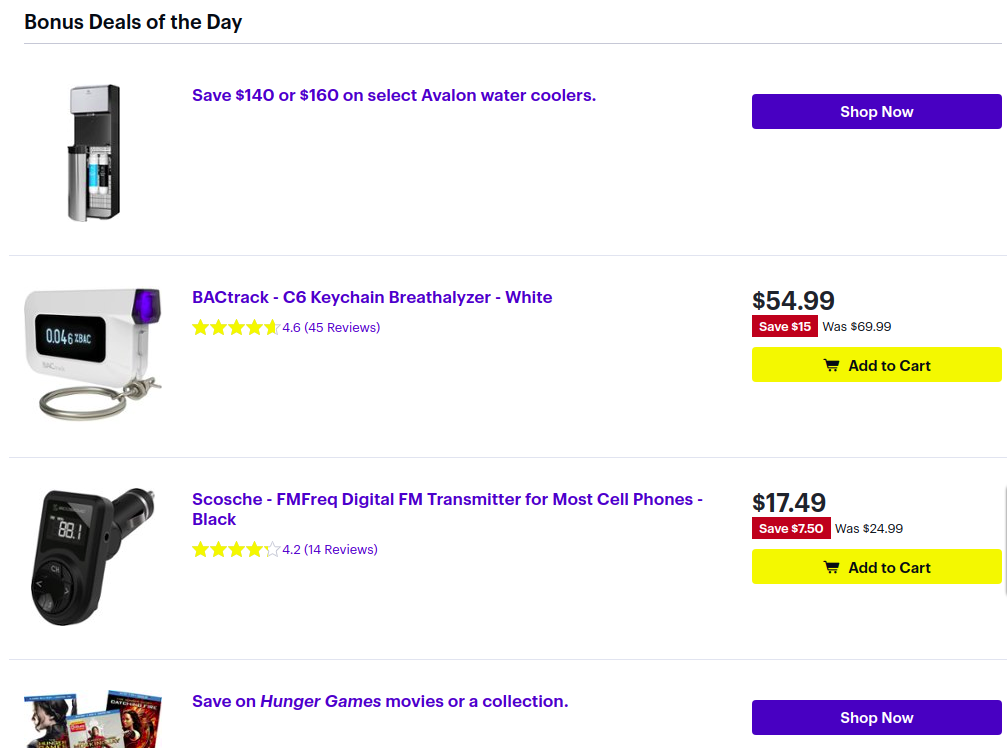 Bonus Deals of the Day
Save $140 or $160 on select Avalon water coolers.
Shop Now
0.046 %BAC
BACtrack - C6 Keychain Breathalyzer - White
4.6 (45 Reviews)
$54.99
Save $15 Was $69.99
Add to Cart
88.1
CH
Scosche - FMFreq Digital FM Transmitter for Most Cell Phones -
Black
4.2 (14 Reviews)
$17.49
Save $7.50 Was $24.99
Add to Cart
Save on Hunger Games movies or a collection.
Shop Now